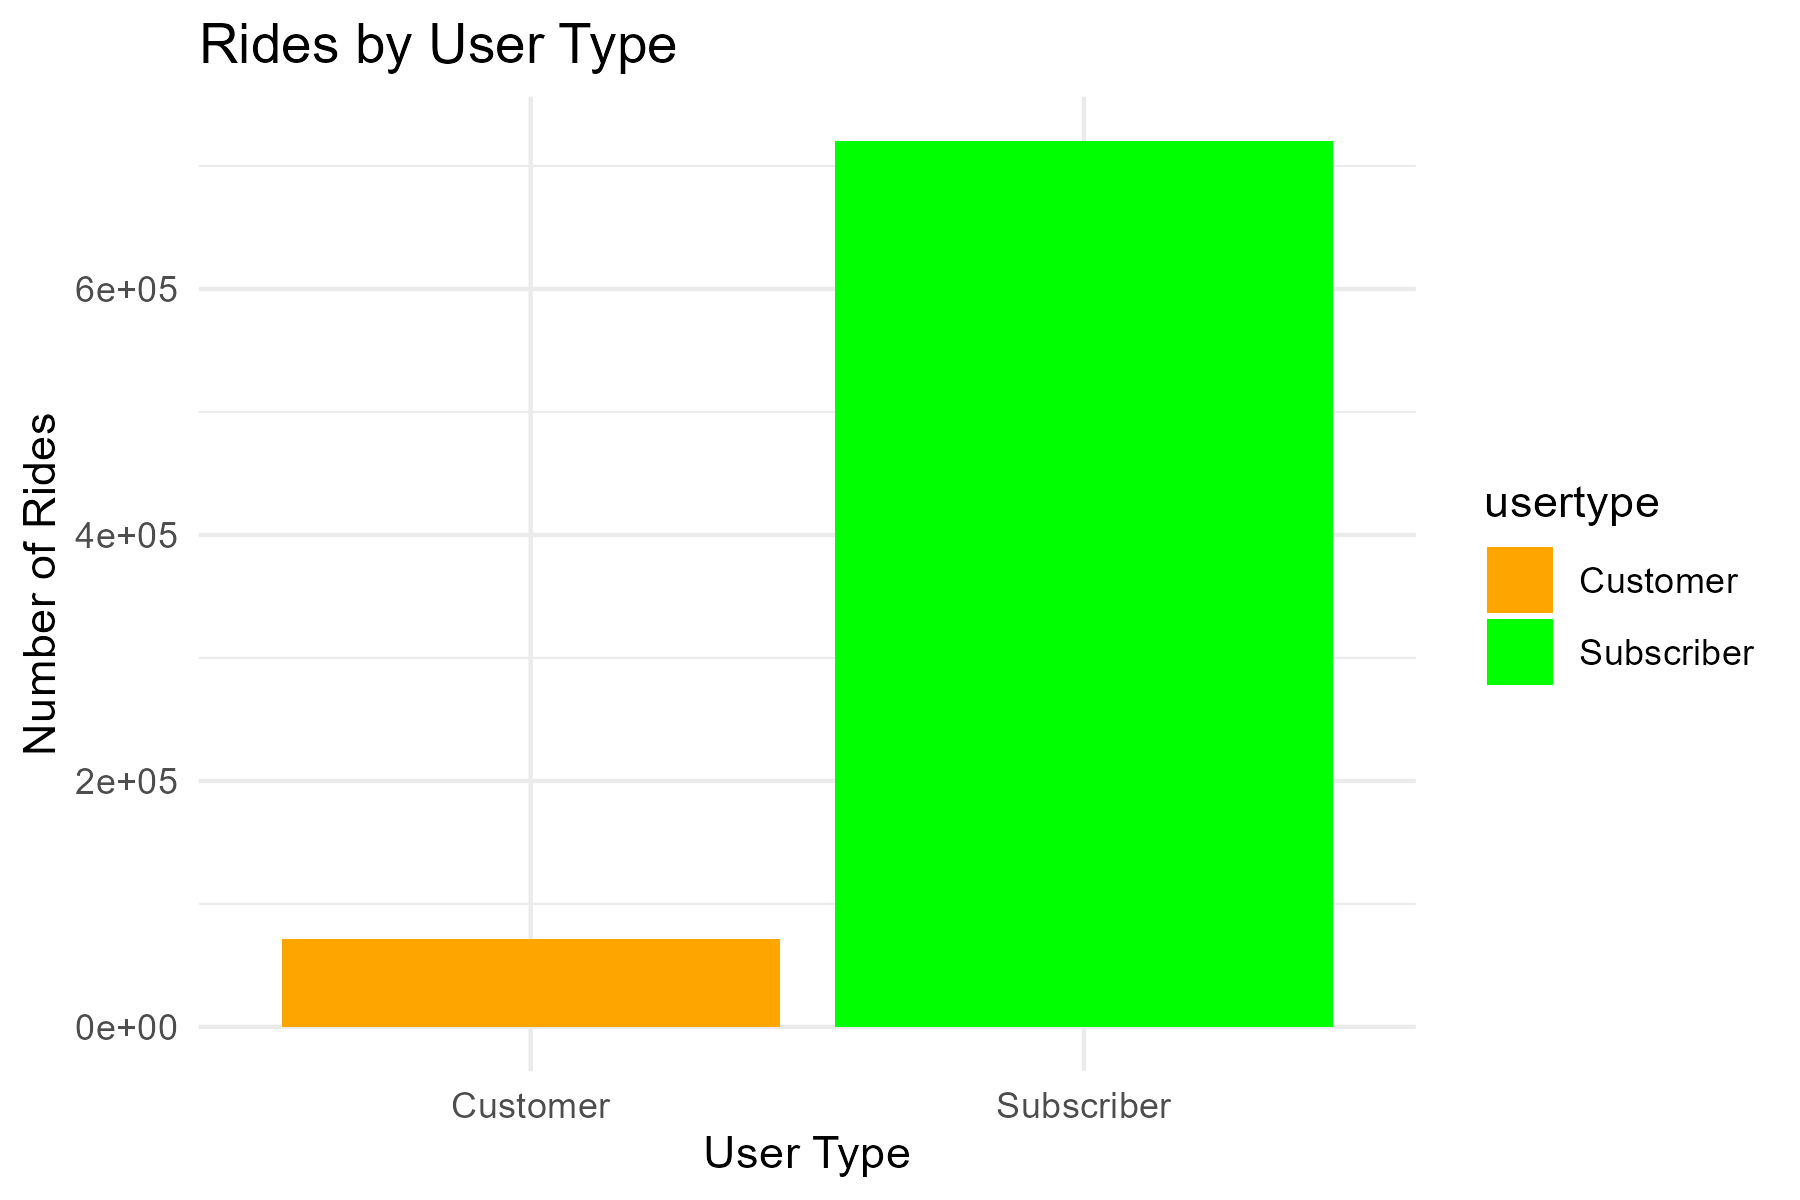 Rides by User Type
Number of Rides
6e+05
4e+05
2e+05
0e+00
Customer
Subscriber
User Type
usertype
Customer
Subscriber